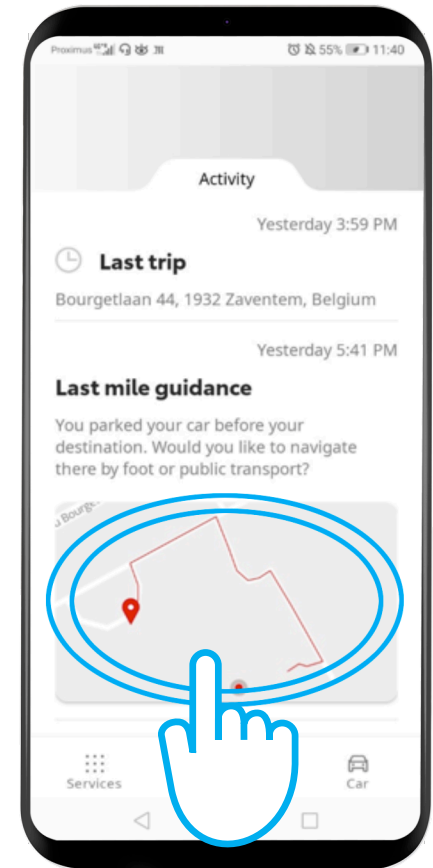 Proximus 55% 11:40
Activity
Yesterday 3:59 PM
Last trip
Bourgetlaan 44, 1932 Zaventem, Belgium
Yesterday 5:41 PM
Last mile guidance
You parked your car before your
destination. Would you like to navigate
there by foot or public transport?
Services
Car